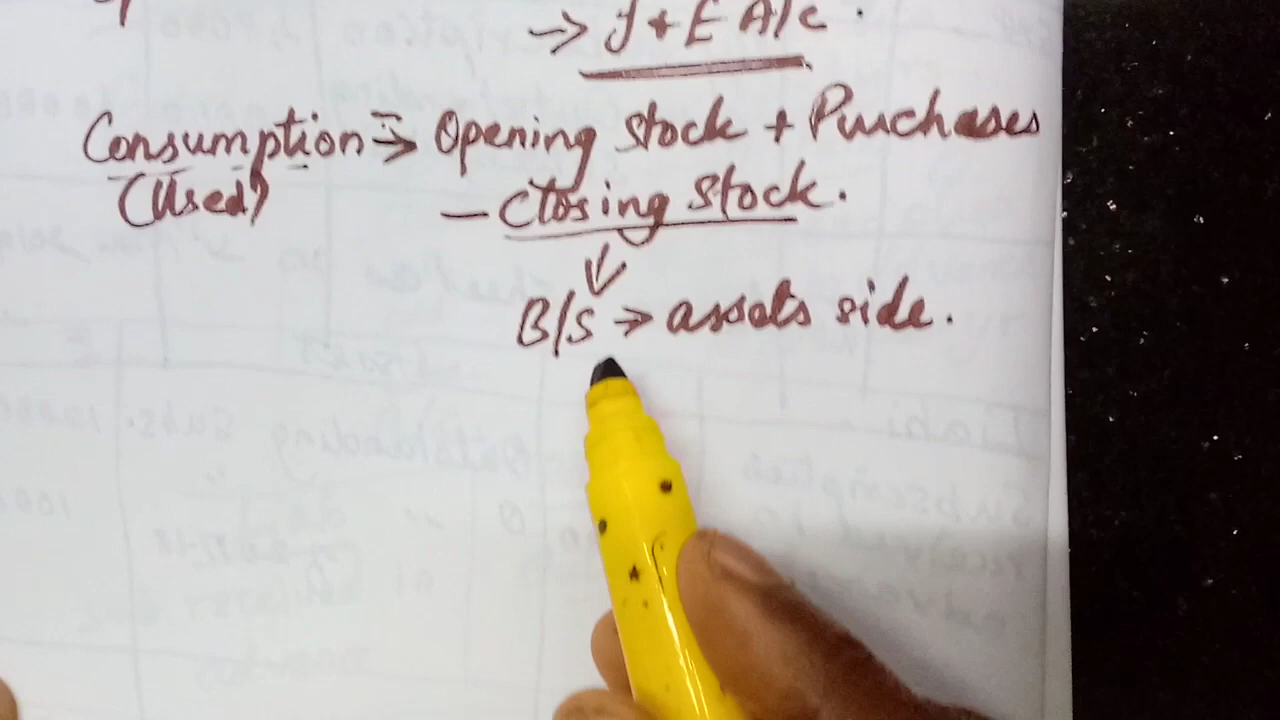 → I + E A/c.
Consumption ⇒ Opening stock + Purchases
(Used)
− Closing stock.
↓
B/S → assets side.